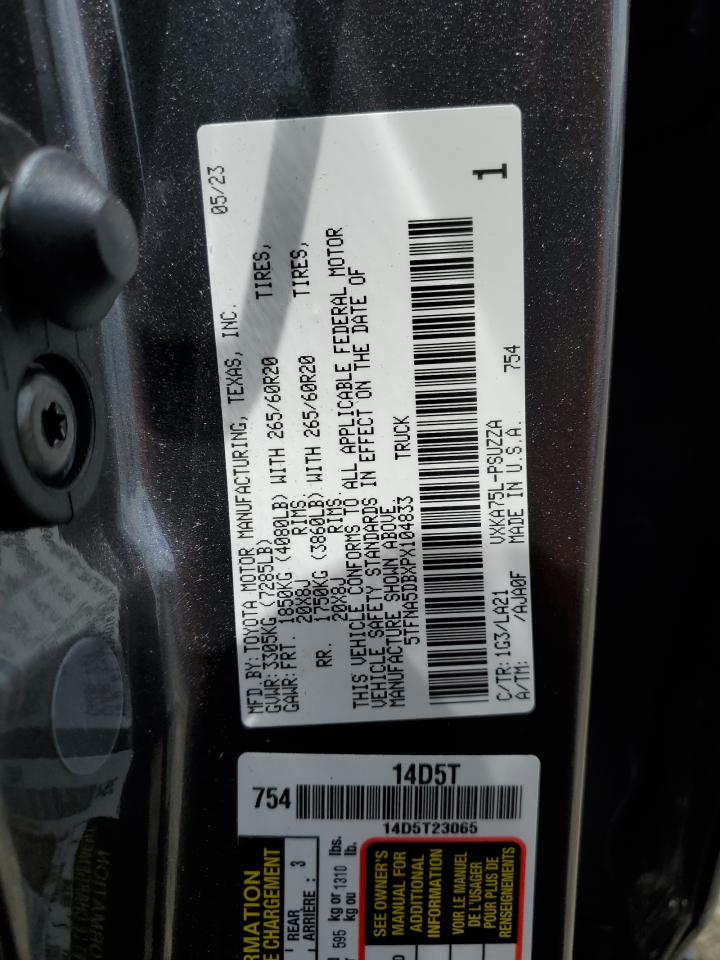 MFD.BY:TOYOTA MOTOR MANUFACTURING, TEXAS, INC. 05/23
GVWR:3305KG (7285LB)
GAWR:FRT. 1850KG (4080LB) WITH 265/60R20 TIRES,
20X8J RIMS.
RR. 1750KG (3860LB) WITH 265/60R20 TIRES,
20X8J RIMS.
THIS VEHICLE CONFORMS TO ALL APPLICABLE FEDERAL MOTOR
VEHICLE SAFETY STANDARDS IN EFFECT ON THE DATE OF
MANUFACTURE SHOWN ABOVE.
5TFNA5DBXPX104833 TRUCK
1
C/TR:1G3/LA21 VXKA75L-PSUZZA 754
A/TM: /AJA0F MADE IN U.S.A.
14D5T
754
14D5T23065
REAR
ARRIÈRE : 3
595 kg or 1310 lbs.
kg ou lb.
SEE OWNER'S
MANUAL FOR
ADDITIONAL
INFORMATION
VOIR LE MANUEL
DE L'USAGER
POUR PLUS DE
RENSEIGNEMENTS